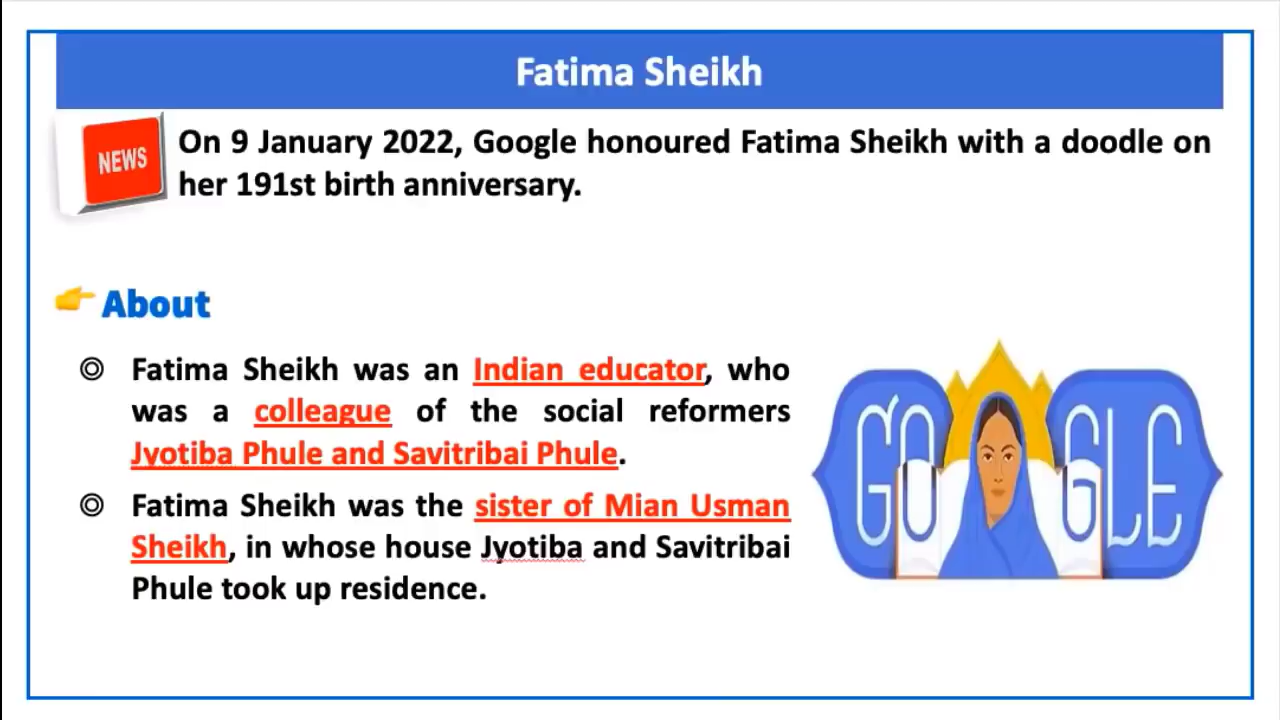 Fatima Sheikh
NEWS
On 9 January 2022, Google honoured Fatima Sheikh with a doodle on
her 191st birth anniversary.
About
Fatima Sheikh was an Indian educator, who
was a colleague of the social reformers
Jyotiba Phule and Savitribai Phule.
Fatima Sheikh was the sister of Mian Usman
Sheikh, in whose house Jyotiba and Savitribai
Phule took up residence.
GOOGLE